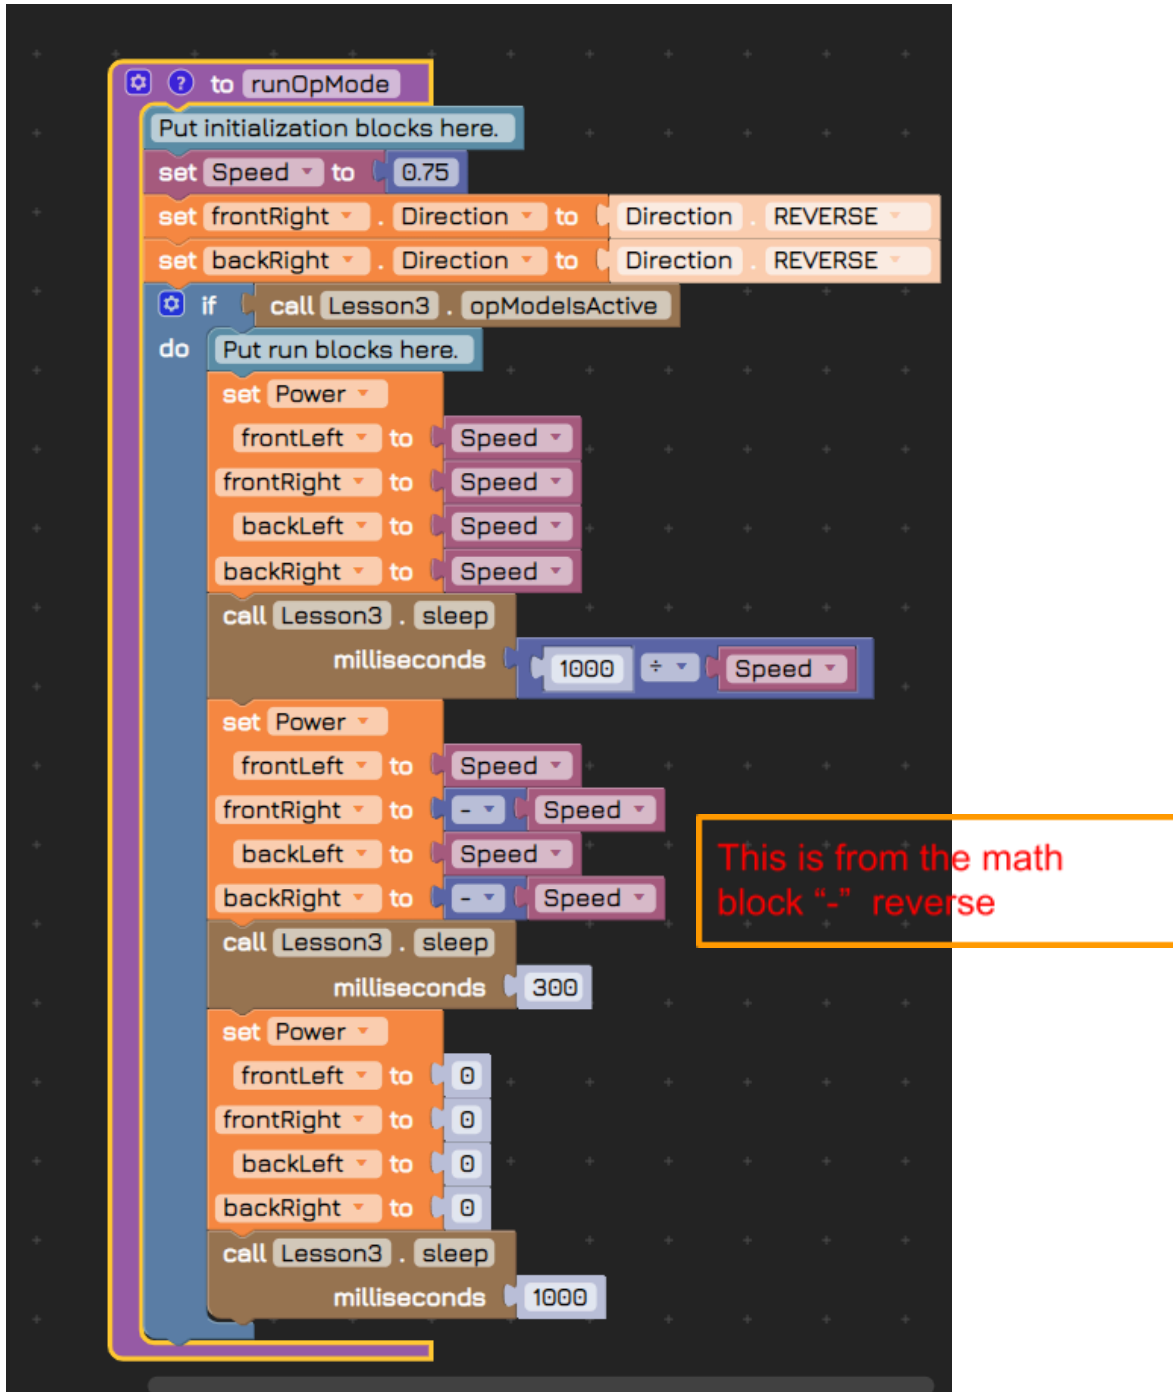 to runOpMode
Put initialization blocks here.
set Speed to 0.75
set frontRight . Direction to Direction . REVERSE
set backRight . Direction to Direction . REVERSE
if call Lesson3 . opModeIsActive
do Put run blocks here.
set Power
frontLeft to Speed
frontRight to Speed
backLeft to Speed
backRight to Speed
call Lesson3 . sleep
milliseconds 1000 ÷ Speed
set Power
frontLeft to Speed
frontRight to - Speed
backLeft to Speed
backRight to - Speed
This is from the math
block “-” reverse
call Lesson3 . sleep
milliseconds 300
set Power
frontLeft to 0
frontRight to 0
backLeft to 0
backRight to 0
call Lesson3 . sleep
milliseconds 1000